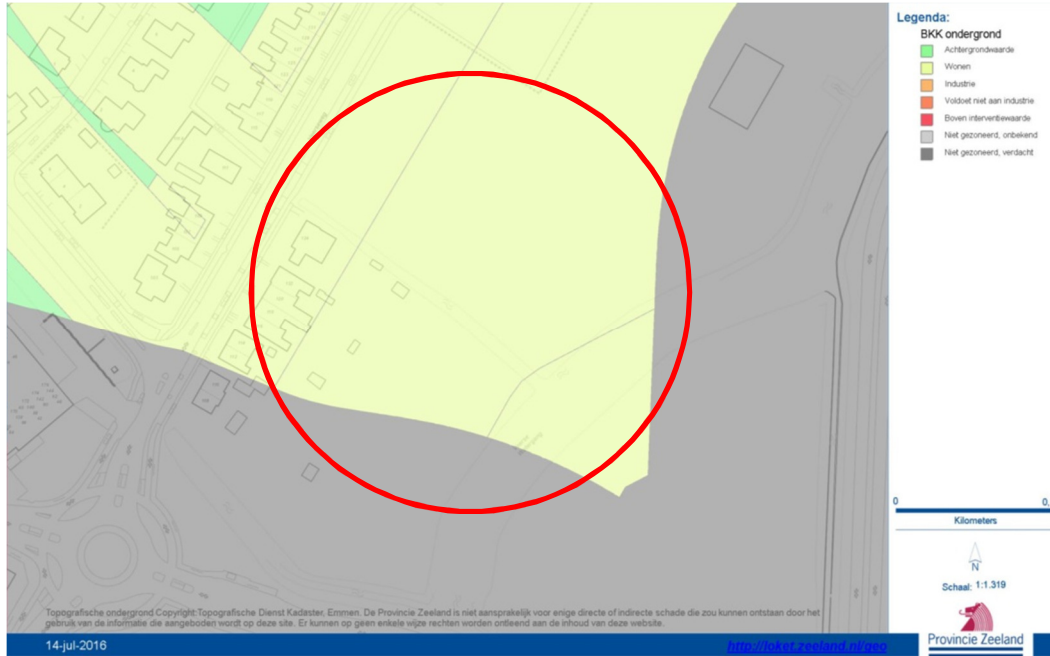 Legenda:
BKK ondergrond
Achtergrondwaarde
Wonen
Industrie
Voldoet niet aan industrie
Boven interventiewaarde
Niet gezoneerd, onbekend
Niet gezoneerd, verdacht
0 0,
Kilometers
N
Schaal: 1:1.319
Provincie Zeeland
Topografische ondergrond Copyright:Topografische Dienst Kadaster, Emmen. De Provincie Zeeland is niet aansprakelijk voor enige directe of indirecte schade die zou kunnen ontstaan door het
gebruik van de informatie die aangeboden wordt op deze site. Er kunnen op geen enkele wijze rechten worden ontleend aan de inhoud van deze website.
14-jul-2016
http://loket.zeeland.nl/geo